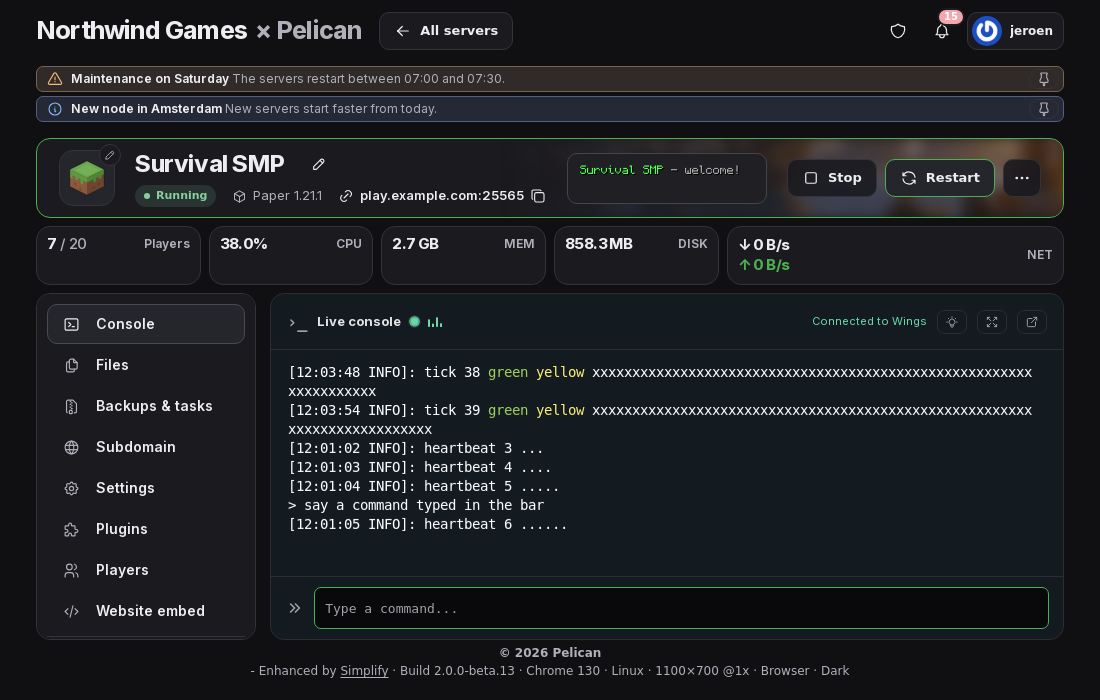 Northwind Games × Pelican
All servers
15
jeroen
Maintenance on Saturday The servers restart between 07:00 and 07:30.
New node in Amsterdam New servers start faster from today.
Survival SMP
Running
Paper 1.21.1
play.example.com:25565
Survival SMP — welcome!
Stop
Restart
7 / 20 Players
38.0% CPU
2.7 GB MEM
858.3 MB DISK
↓ 0 B/s
↑ 0 B/s
NET
Console
Files
Backups & tasks
Subdomain
Settings
Plugins
Players
Website embed
Live console
Connected to Wings
[12:03:48 INFO]: tick 38 green yellow xxxxxxxxxxxxxxxxxxxxxxxxxxxxxxxxxxxxxxxxxxxxxxxxxxxxxxx
xxxxxxxxxxx
[12:03:54 INFO]: tick 39 green yellow xxxxxxxxxxxxxxxxxxxxxxxxxxxxxxxxxxxxxxxxxxxxxxxxxxxxxxx
xxxxxxxxxxxxxxxxxx
[12:01:02 INFO]: heartbeat 3 ...
[12:01:03 INFO]: heartbeat 4 ....
[12:01:04 INFO]: heartbeat 5 .....
> say a command typed in the bar
[12:01:05 INFO]: heartbeat 6 ......
Type a command...
© 2026 Pelican
- Enhanced by Simplify · Build 2.0.0-beta.13 · Chrome 130 · Linux · 1100×700 @1x · Browser · Dark